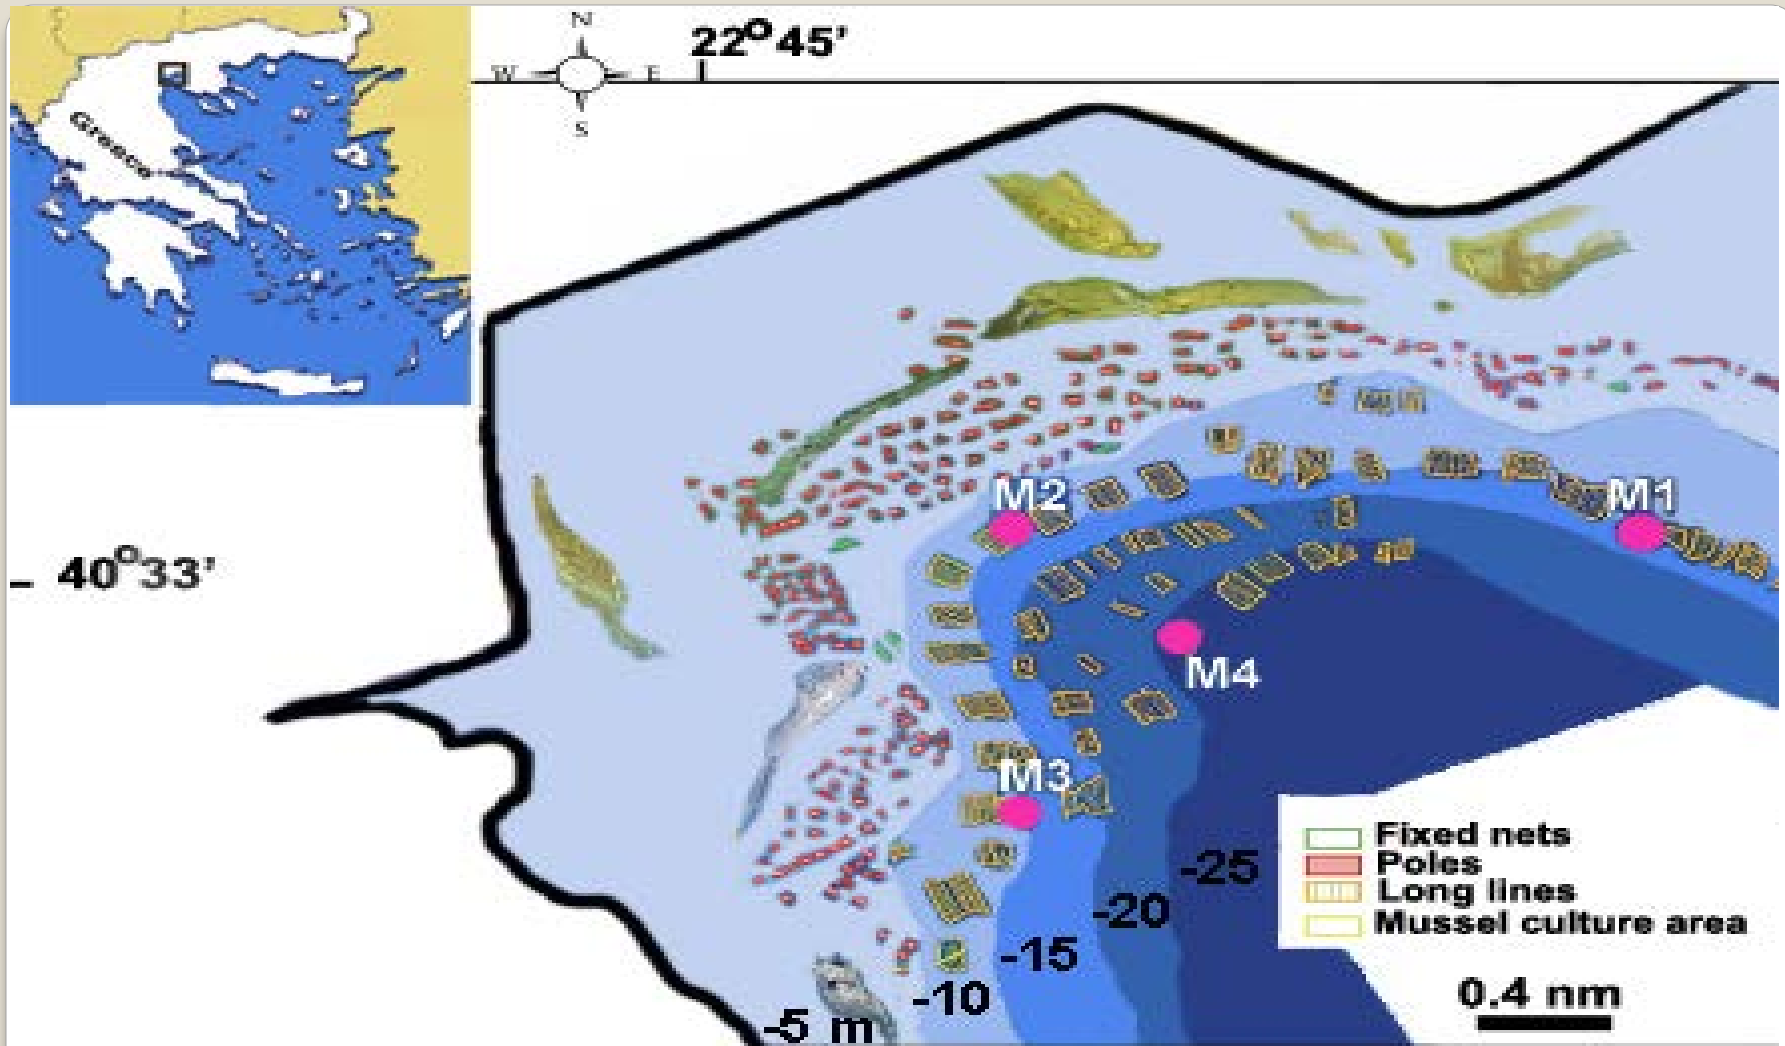 N
22° 45'
W E
S
Greece
40° 33'
M2
M1
M4
M3
-25
-20
-15
-10
-5 m
Fixed nets
Poles
Long lines
Mussel culture area
0.4 nm